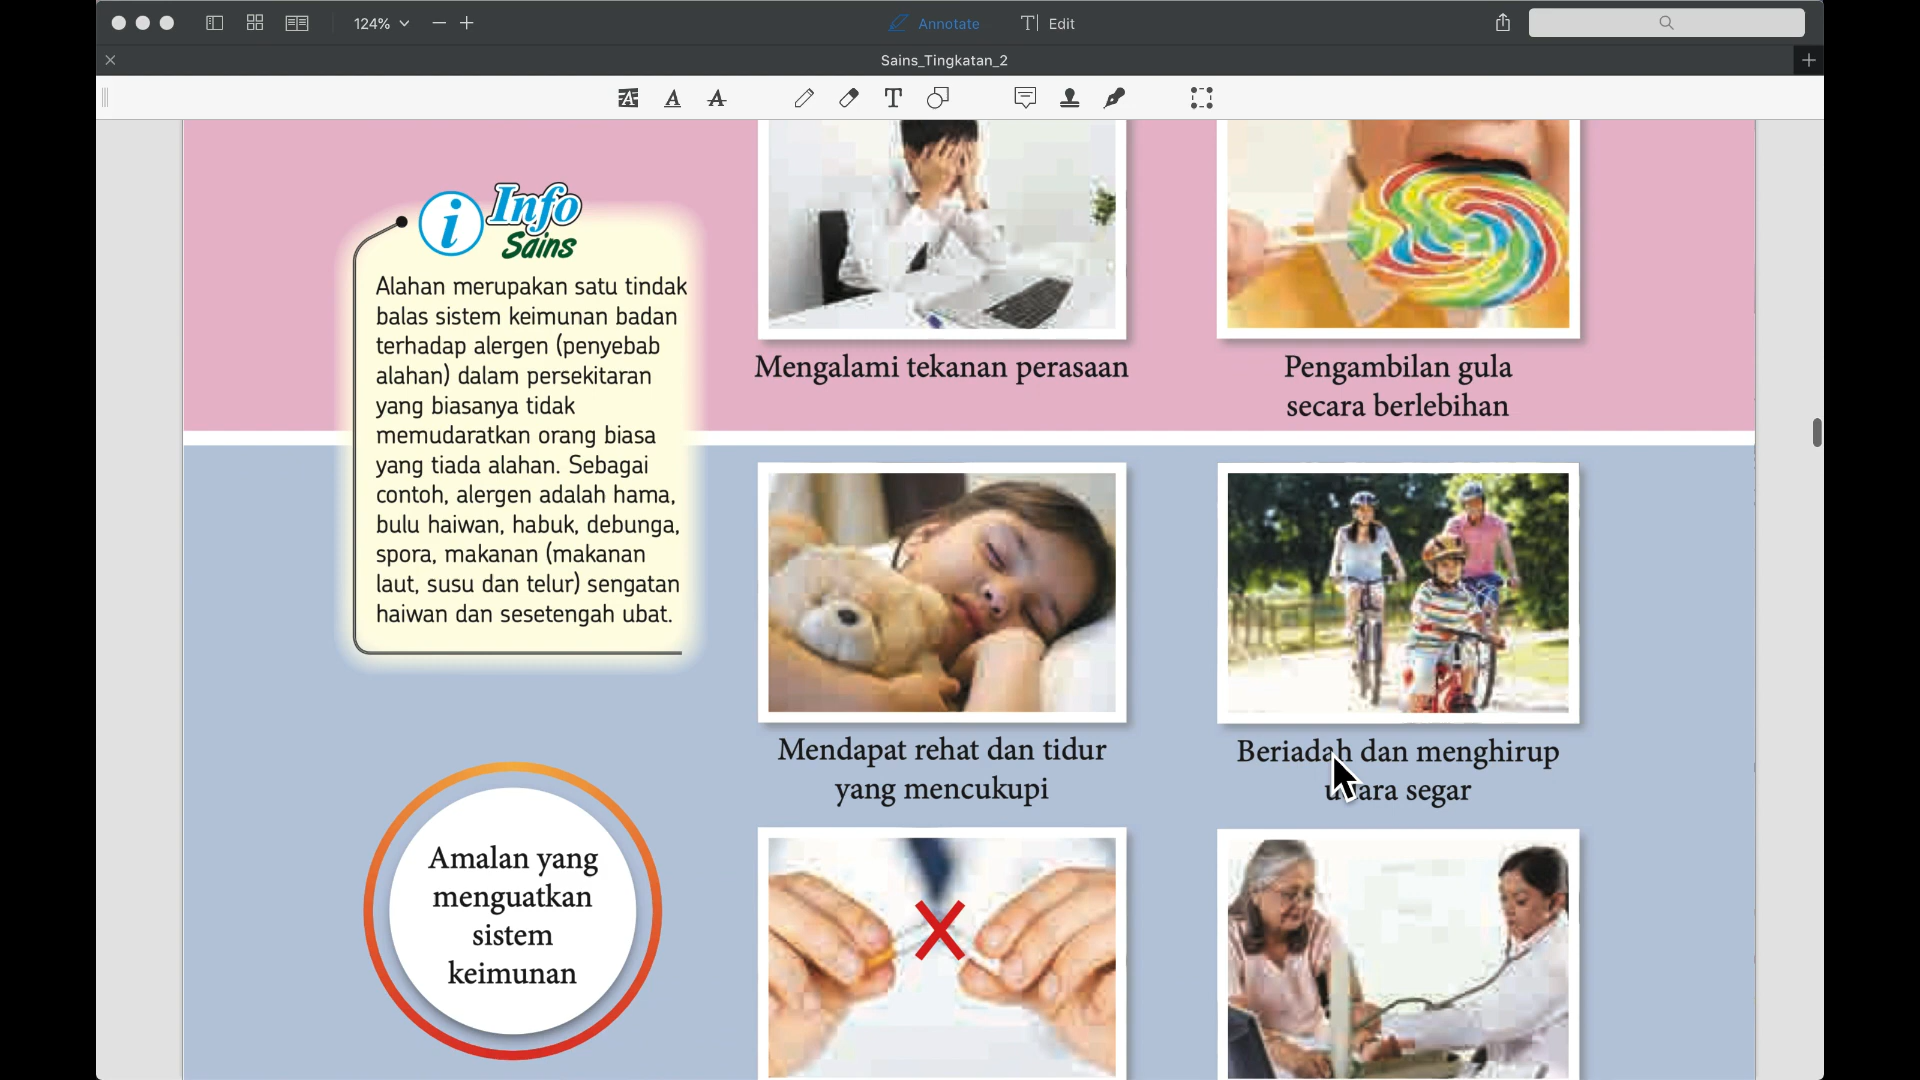 124%
Annotate
Edit
Sains_Tingkatan_2
i Info
Sains
Alahan merupakan satu tindak
balas sistem keimunan badan
terhadap alergen (penyebab
alahan) dalam persekitaran
yang biasanya tidak
memudaratkan orang biasa
yang tiada alahan. Sebagai
contoh, alergen adalah hama,
bulu haiwan, habuk, debunga,
spora, makanan (makanan
laut, susu dan telur) sengatan
haiwan dan sesetengah ubat.
Mengalami tekanan perasaan
Pengambilan gula
secara berlebihan
Mendapat rehat dan tidur
yang mencukupi
Beriadah dan menghirup
udara segar
Amalan yang
menguatkan
sistem
keimunan